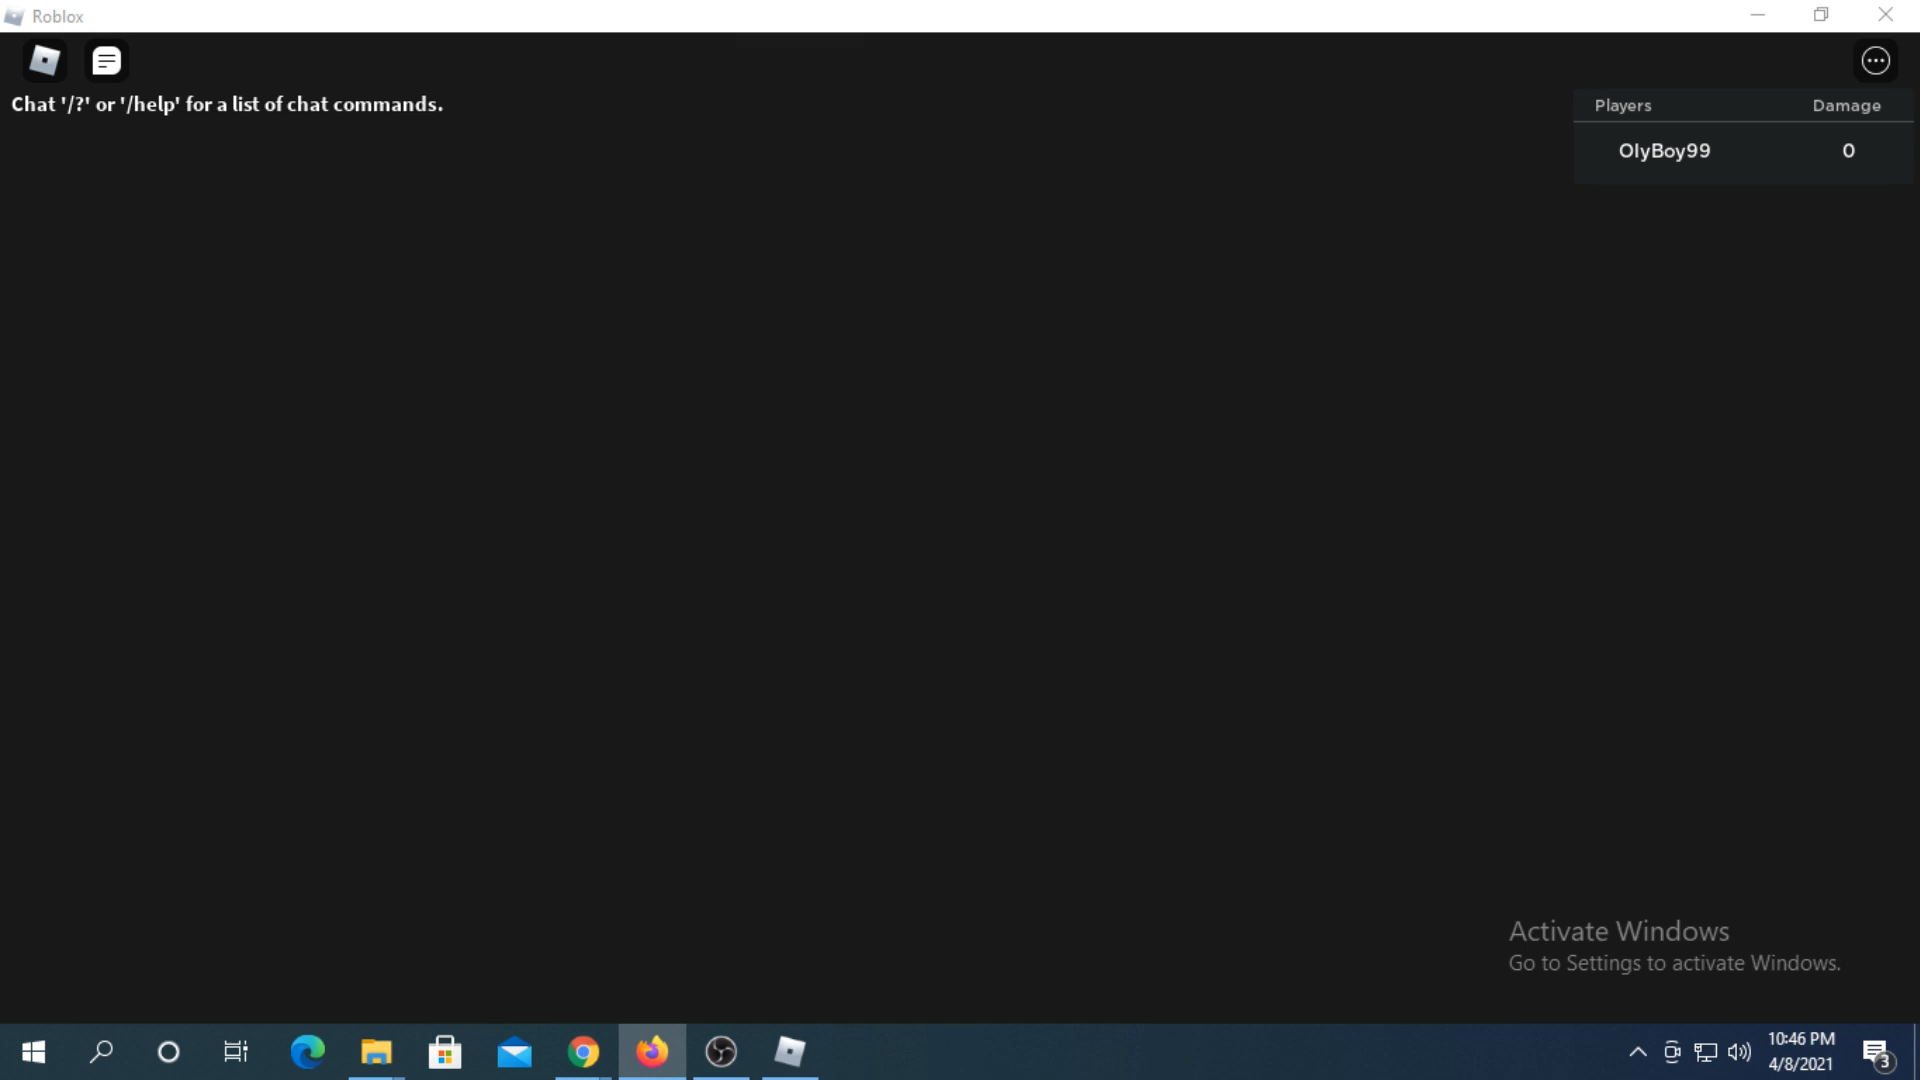 Roblox
Chat '/?' or '/help' for a list of chat commands.
Players Damage
OlyBoy99 0
Activate Windows
Go to Settings to activate Windows.
10:46 PM
4/8/2021
3